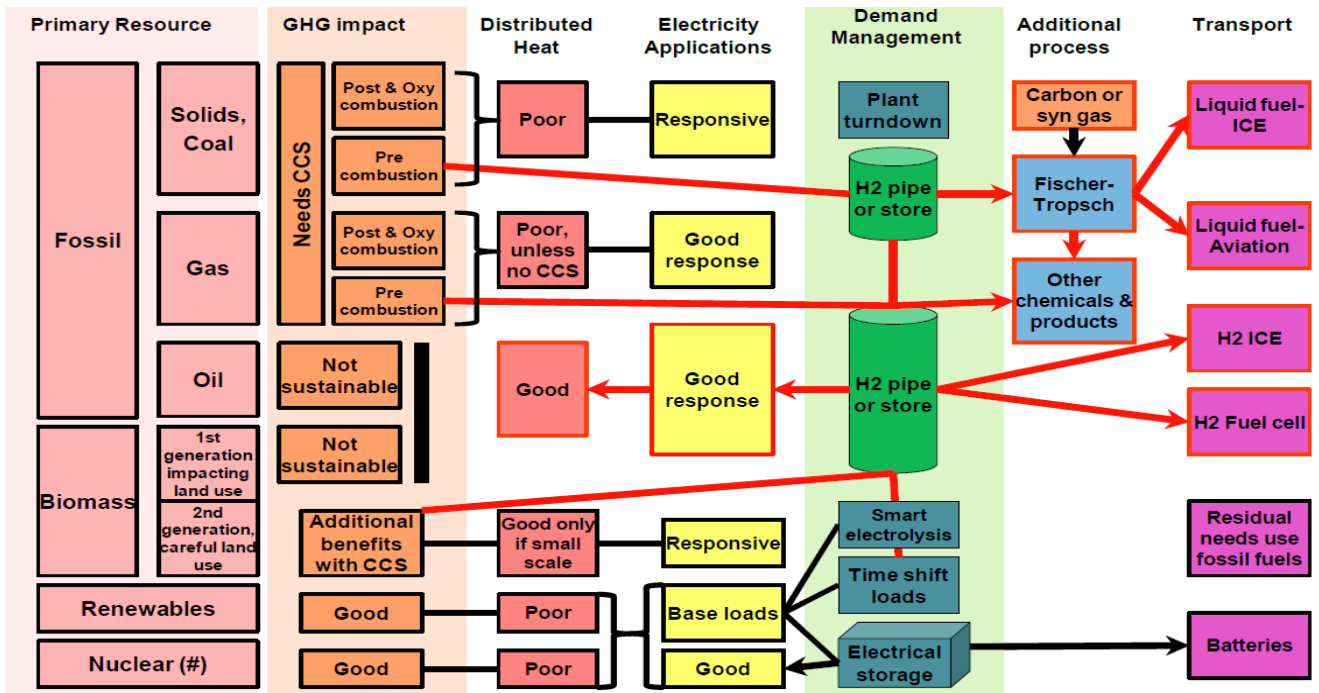 Primary Resource
GHG impact
Distributed
Heat
Electricity
Applications
Demand
Management
Additional
process
Transport
Fossil
Solids,
Coal
Needs CCS
Post & Oxy
combustion
Pre
combustion
Poor
Responsive
Plant
turndown
H2 pipe
or store
Carbon or
syn gas
Fischer-
Tropsch
Liquid fuel-
ICE
Liquid fuel-
Aviation
Gas
Post & Oxy
combustion
Pre
combustion
Poor,
unless
no CCS
Good
response
Other
chemicals &
products
Oil
Not
sustainable
Good
Good
response
H2 pipe
or store
H2 ICE
H2 Fuel cell
Biomass
1st
generation
impacting
land use
Not
sustainable
2nd
generation,
careful land
use
Additional
benefits
with CCS
Good only
if small
scale
Responsive
Smart
electrolysis
Residual
needs use
fossil fuels
Renewables
Good
Poor
Base loads
Time shift
loads
Nuclear (#)
Good
Poor
Good
Electrical
storage
Batteries